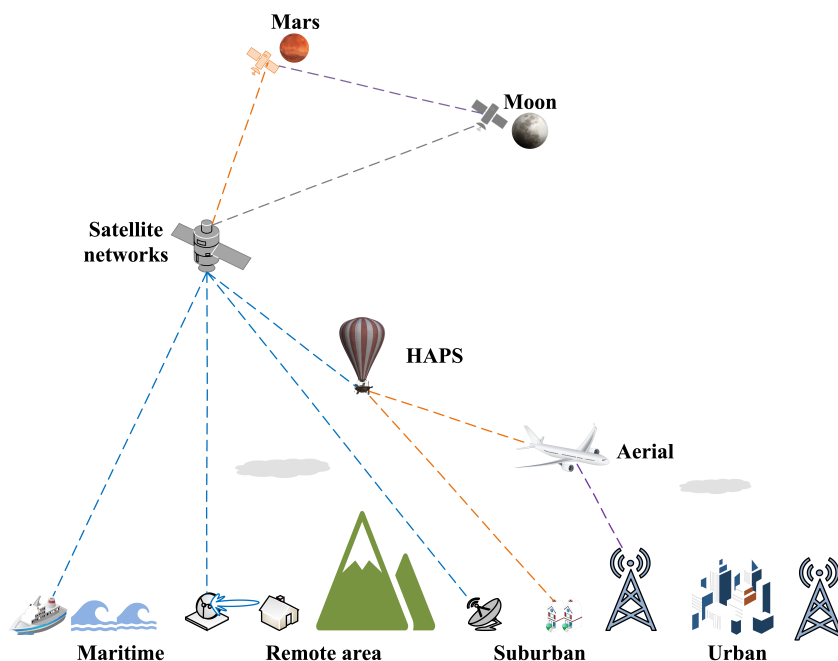 Mars
Moon
Satellite
networks
HAPS
Aerial
Maritime
Remote area
Suburban
Urban